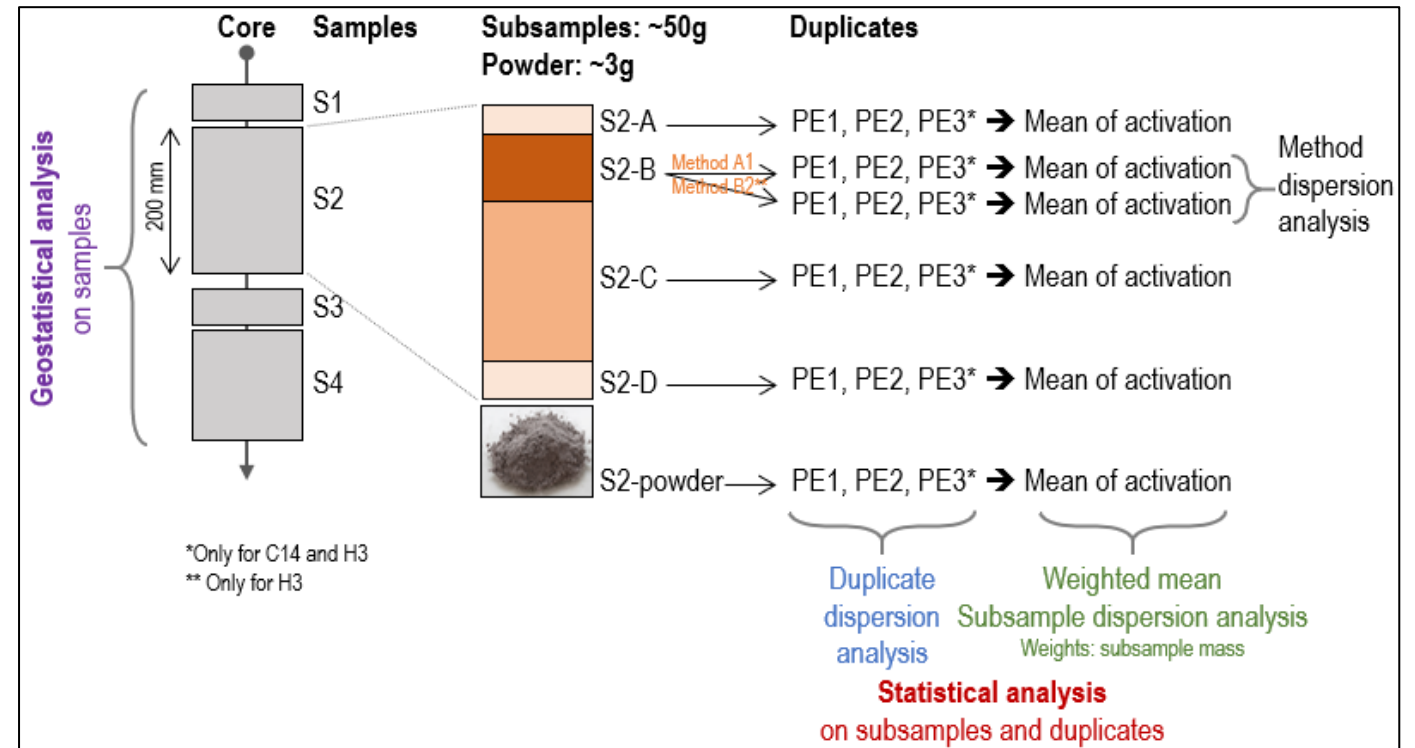 Core
Samples
Subsamples: ~50g
Powder: ~3g
Duplicates
Geostatistical analysis
on samples
200 mm
S1
S2
S3
S4
S2-A
PE1, PE2, PE3* ➔ Mean of activation
S2-B
Method A1
Method B2**
PE1, PE2, PE3* ➔ Mean of activation
PE1, PE2, PE3* ➔ Mean of activation
Method
dispersion
analysis
S2-C
PE1, PE2, PE3* ➔ Mean of activation
S2-D
PE1, PE2, PE3* ➔ Mean of activation
S2-powder
PE1, PE2, PE3* ➔ Mean of activation
*Only for C14 and H3
** Only for H3
Duplicate
dispersion
analysis
Weighted mean
Subsample dispersion analysis
Weights: subsample mass
Statistical analysis
on subsamples and duplicates